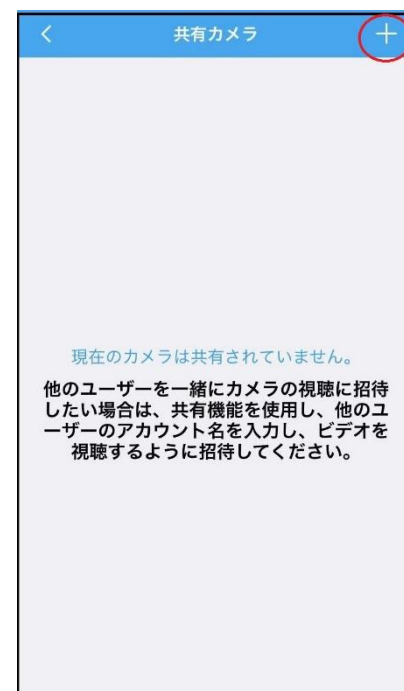 共有カメラ
現在のカメラは共有されていません。
他のユーザーを一緒にカメラの視聴に招待
したい場合は、共有機能を使用し、他のユ
ーザーのアカウント名を入力し、ビデオを
視聴するように招待してください。